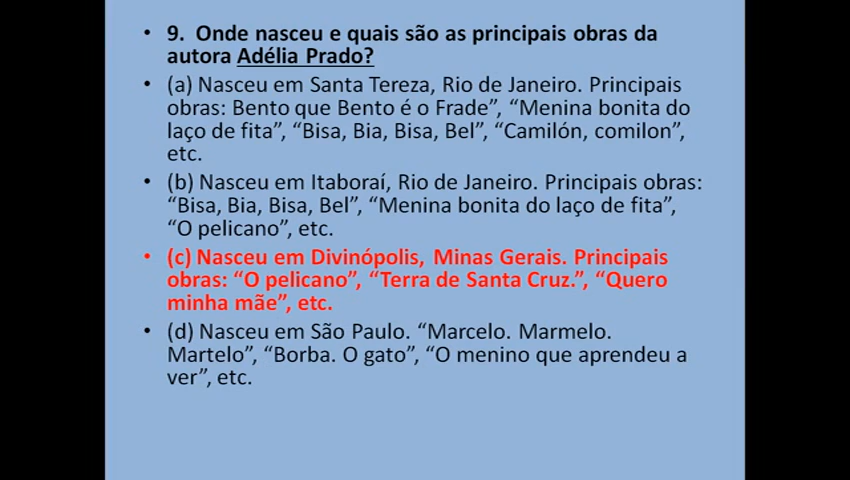 • 9. Onde nasceu e quais são as principais obras da
autora Adélia Prado?
• (a) Nasceu em Santa Tereza, Rio de Janeiro. Principais
obras: Bento que Bento é o Frade”, “Menina bonita do
laço de fita”, “Bisa, Bia, Bisa, Bel”, “Camilón, comilon”,
etc.
• (b) Nasceu em Itaboraí, Rio de Janeiro. Principais obras:
“Bisa, Bia, Bisa, Bel”, “Menina bonita do laço de fita”,
“O pelicano”, etc.
• (c) Nasceu em Divinópolis, Minas Gerais. Principais
obras: “O pelicano”, “Terra de Santa Cruz.”, “Quero
minha mãe”, etc.
• (d) Nasceu em São Paulo. “Marcelo. Marmelo.
Martelo”, “Borba. O gato”, “O menino que aprendeu a
ver”, etc.